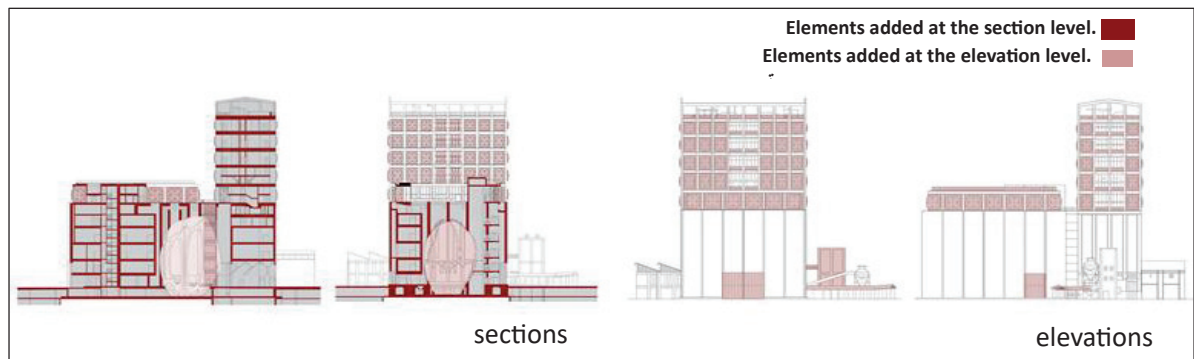 Elements added at the section level.
Elements added at the elevation level.
sections
elevations